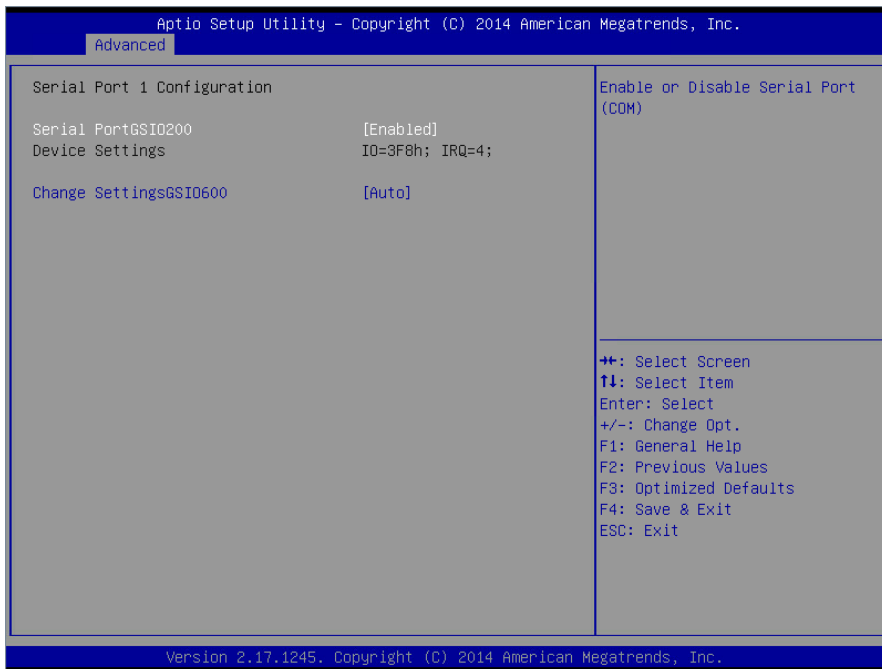 Aptio Setup Utility – Copyright (C) 2014 American Megatrends, Inc.
Advanced
Serial Port 1 Configuration
Serial PortGSIO200 [Enabled]
Device Settings IO=3F8h; IRQ=4;
Change SettingsGSIO600 [Auto]
Enable or Disable Serial Port
(COM)
→←: Select Screen
↑↓: Select Item
Enter: Select
+/-: Change Opt.
F1: General Help
F2: Previous Values
F3: Optimized Defaults
F4: Save & Exit
ESC: Exit
Version 2.17.1245. Copyright (C) 2014 American Megatrends, Inc.